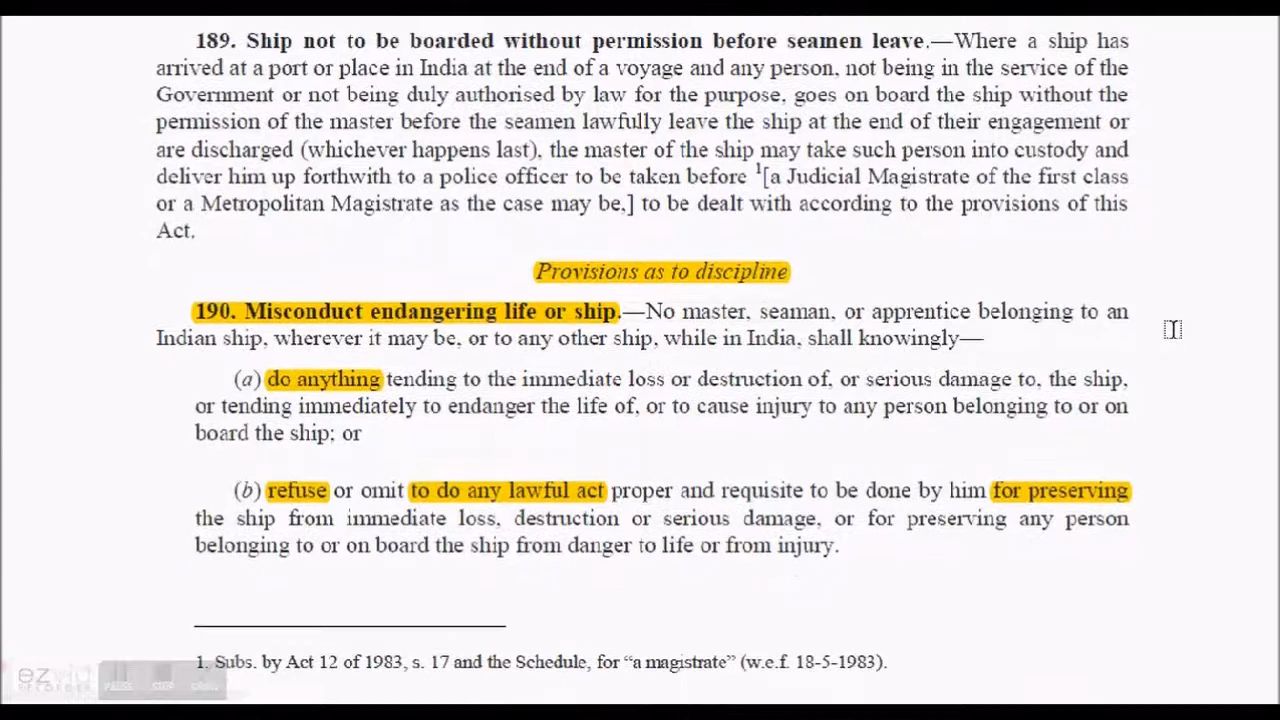 189. Ship not to be boarded without permission before seamen leave.—Where a ship has
arrived at a port or place in India at the end of a voyage and any person, not being in the service of the
Government or not being duly authorised by law for the purpose, goes on board the ship without the
permission of the master before the seamen lawfully leave the ship at the end of their engagement or
are discharged (whichever happens last), the master of the ship may take such person into custody and
deliver him up forthwith to a police officer to be taken before ¹[a Judicial Magistrate of the first class
or a Metropolitan Magistrate as the case may be,] to be dealt with according to the provisions of this
Act.
Provisions as to discipline
190. Misconduct endangering life or ship.—No master, seaman, or apprentice belonging to an
Indian ship, wherever it may be, or to any other ship, while in India, shall knowingly—
(a) do anything tending to the immediate loss or destruction of, or serious damage to, the ship,
or tending immediately to endanger the life of, or to cause injury to any person belonging to or on
board the ship; or
(b) refuse or omit to do any lawful act proper and requisite to be done by him for preserving
the ship from immediate loss, destruction or serious damage, or for preserving any person
belonging to or on board the ship from danger to life or from injury.
1. Subs. by Act 12 of 1983, s. 17 and the Schedule, for “a magistrate” (w.e.f. 18-5-1983).
ezvid
RECORDER
PAUSE STOP DRAW